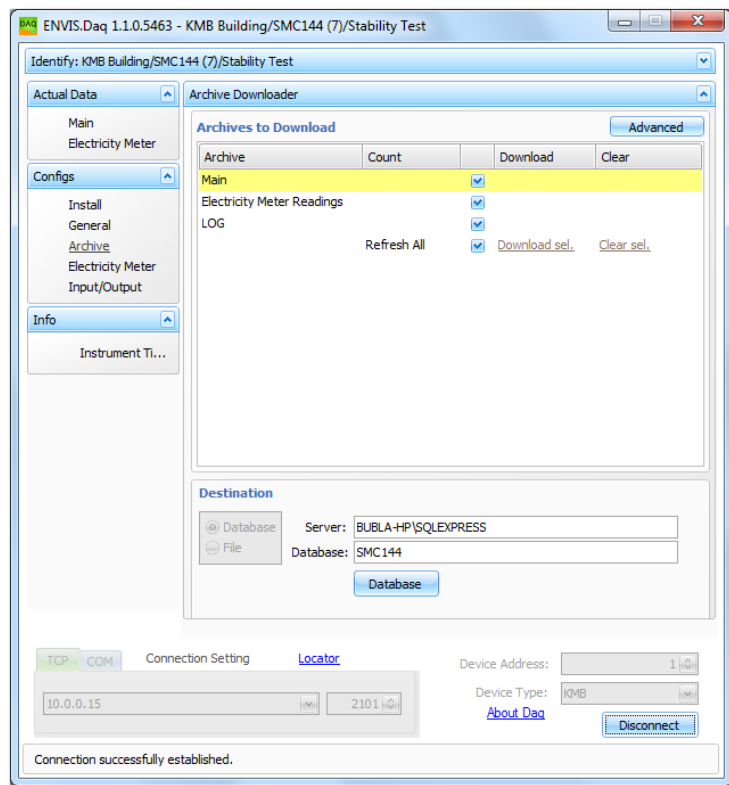 DAQ ENVIS.Daq 1.1.0.5463 - KMB Building/SMC144 (7)/Stability Test
Identify: KMB Building/SMC144 (7)/Stability Test
Actual Data
Main
Electricity Meter
Configs
Install
General
Archive
Electricity Meter
Input/Output
Info
Instrument Ti...
Archive Downloader
Archives to Download
Advanced
Archive Count Download Clear
Main
Electricity Meter Readings
LOG
Refresh All Download sel. Clear sel.
Destination
Database
File
Server: BUBLA-HP\SQLEXPRESS
Database: SMC144
Database
TCP COM Connection Setting Locator
10.0.0.15 2101
Device Address: 1
Device Type: KMB
About Daq
Disconnect
Connection successfully established.